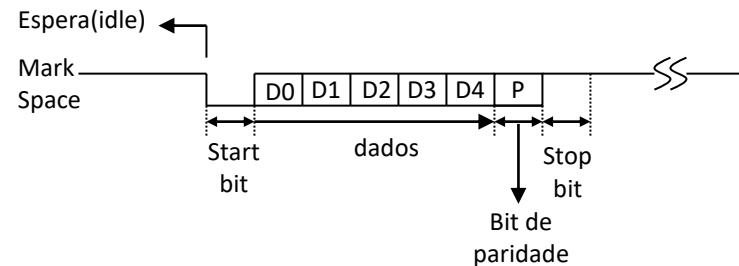 Espera(idle)
Mark
Space
D0 D1 D2 D3 D4 P
Start
bit
dados
Stop
bit
Bit de
paridade